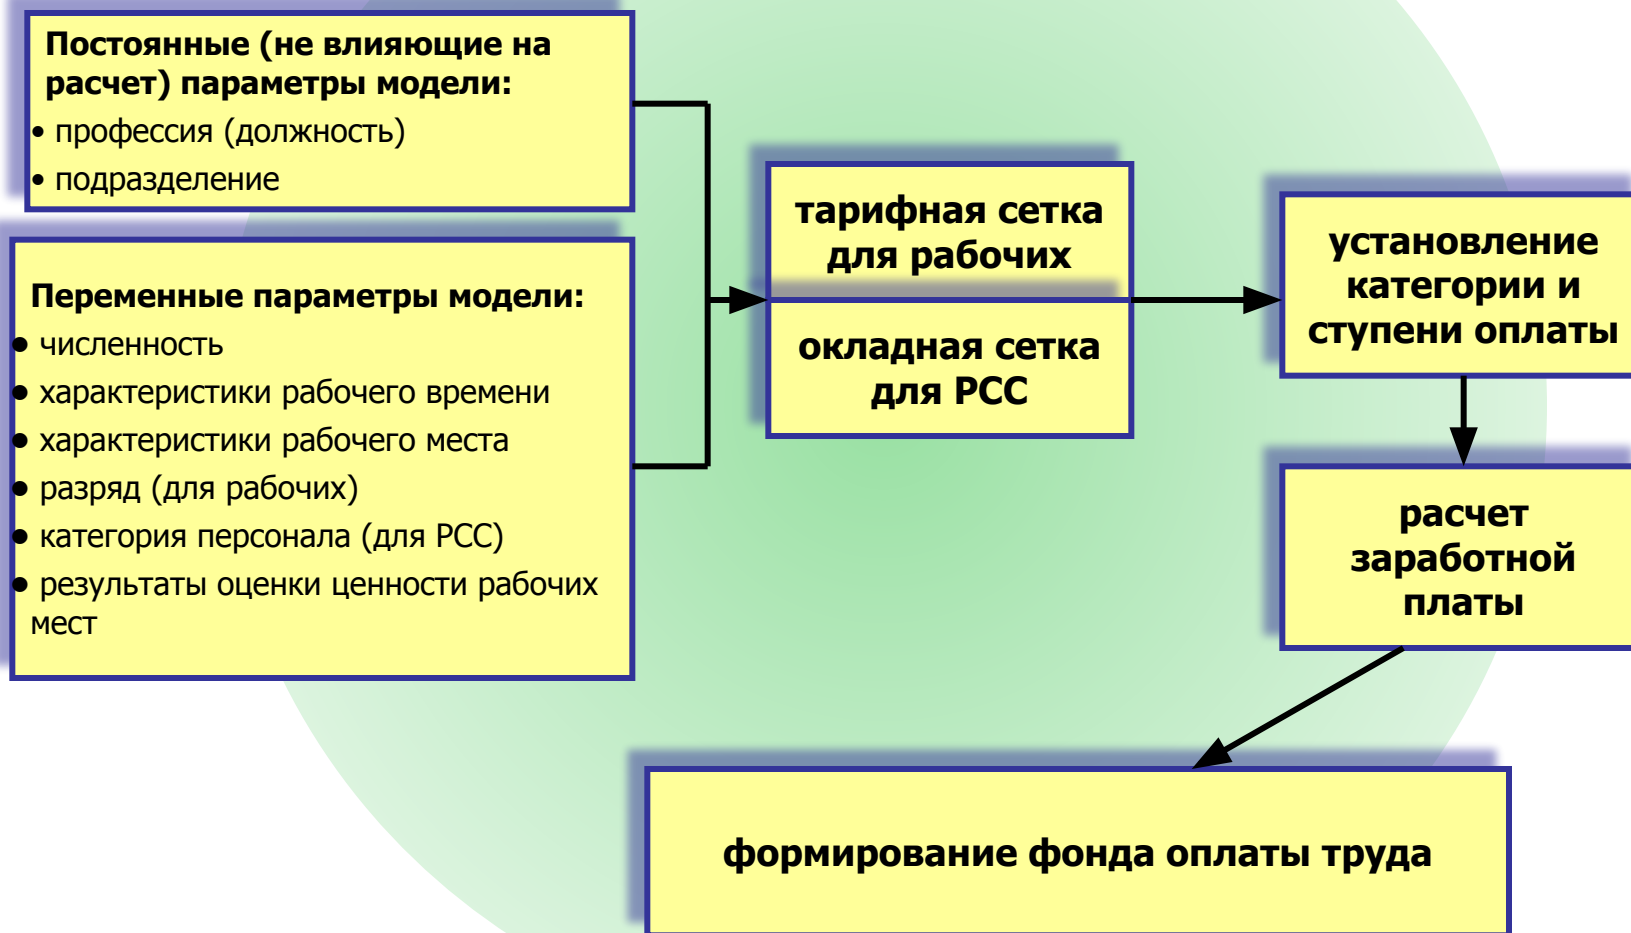 Постоянные (не влияющие на
расчет) параметры модели:
• профессия (должность)
• подразделение
Переменные параметры модели:
• численность
• характеристики рабочего времени
• характеристики рабочего места
• разряд (для рабочих)
• категория персонала (для РСС)
• результаты оценки ценности рабочих
мест
тарифная сетка
для рабочих
окладная сетка
для РСС
установление
категории и
ступени оплаты
расчет
заработной
платы
формирование фонда оплаты труда